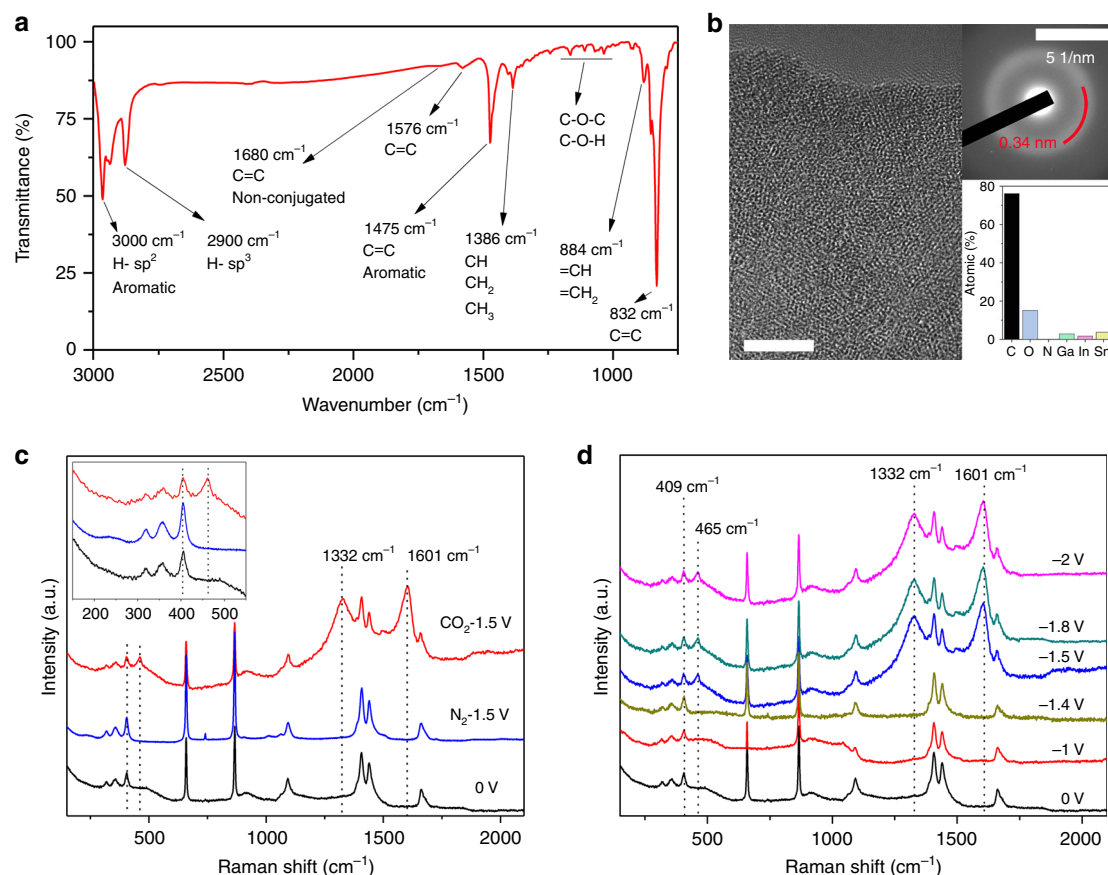 a
100
75
50
25
0
Transmittance (%)
3000
2500
2000
1500
1000
Wavenumber (cm⁻¹)
3000 cm⁻¹
H- sp²
Aromatic
2900 cm⁻¹
H- sp³
1680 cm⁻¹
C=C
Non-conjugated
1576 cm⁻¹
C=C
1475 cm⁻¹
C=C
Aromatic
1386 cm⁻¹
CH
CH₂
CH₃
C-O-C
C-O-H
884 cm⁻¹
=CH
=CH₂
832 cm⁻¹
C=C
b
5 1/nm
0.34 nm
80
60
40
20
0
Atomic (%)
C O N Ga In Sn
c
150 200 300 400 500
1332 cm⁻¹ 1601 cm⁻¹
CO₂-1.5 V
N₂-1.5 V
0 V
Intensity (a.u.)
500 1000 1500 2000
Raman shift (cm⁻¹)
d
409 cm⁻¹
465 cm⁻¹
1332 cm⁻¹ 1601 cm⁻¹
–2 V
–1.8 V
–1.5 V
–1.4 V
–1 V
0 V
Intensity (a.u.)
500 1000 1500 2000
Raman shift (cm⁻¹)